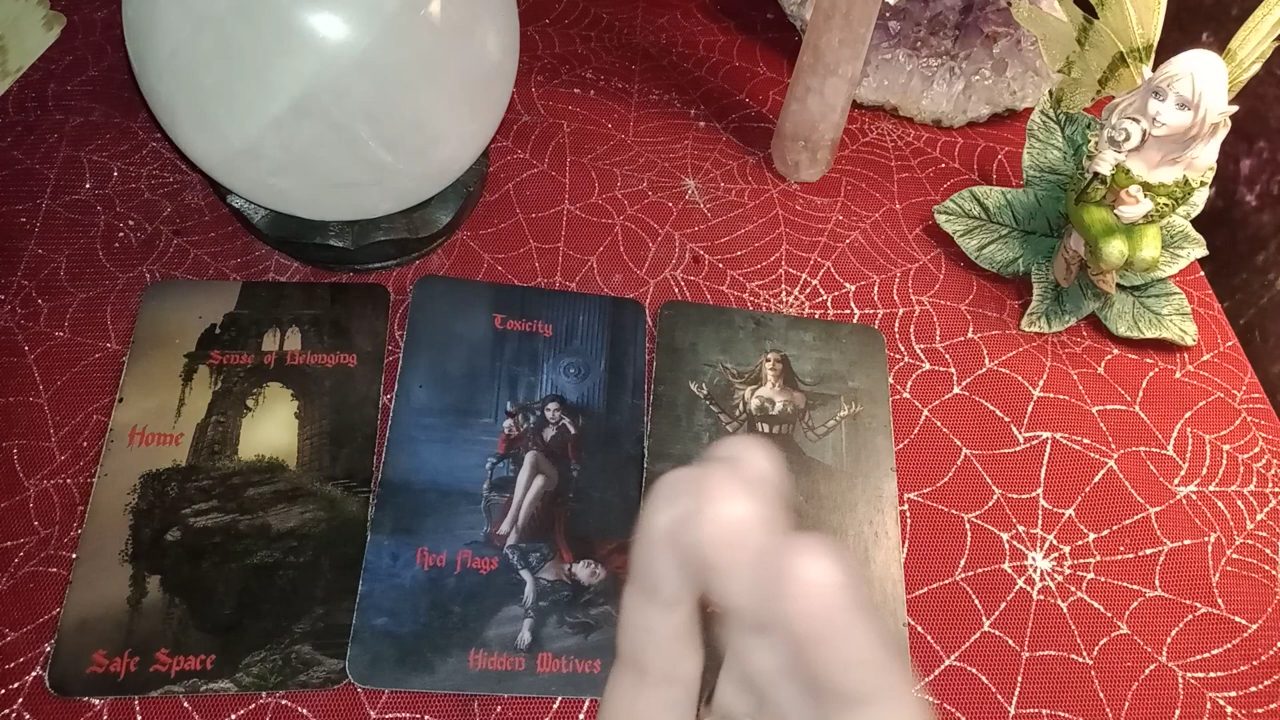 Sense of Belonging
Home
Safe Space
Toxicity
Red Flags
Hidden Motives